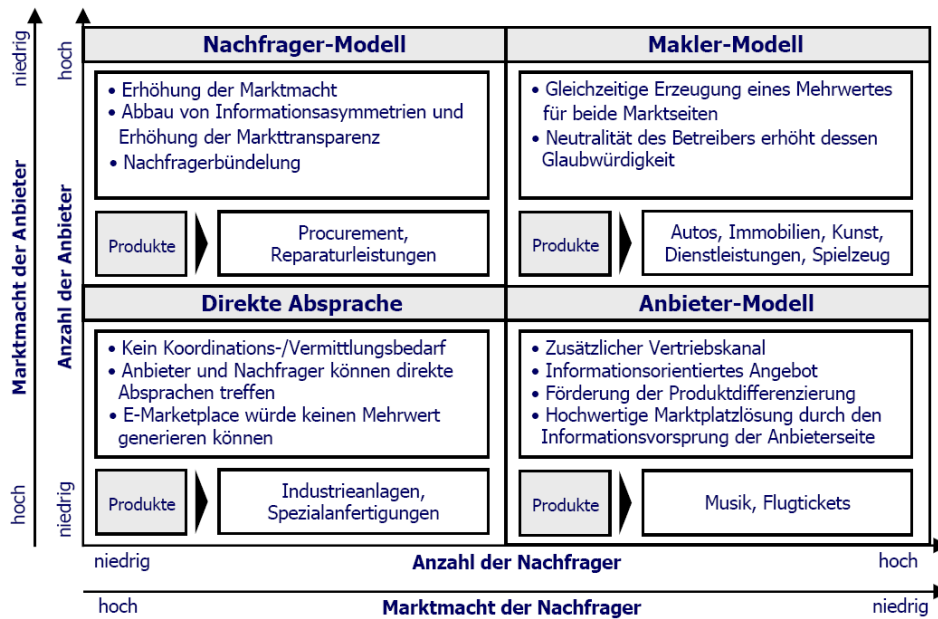 Marktmacht der Anbieter
niedrig
hoch
Anzahl der Anbieter
hoch
niedrig
Nachfrager-Modell
• Erhöhung der Marktmacht
• Abbau von Informationsasymmetrien und
Erhöhung der Markttransparenz
• Nachfragerbündelung
Produkte
Procurement,
Reparaturleistungen
Makler-Modell
• Gleichzeitige Erzeugung eines Mehrwertes
für beide Marktseiten
• Neutralität des Betreibers erhöht dessen
Glaubwürdigkeit
Produkte
Autos, Immobilien, Kunst,
Dienstleistungen, Spielzeug
Direkte Absprache
• Kein Koordinations-/Vermittlungsbedarf
• Anbieter und Nachfrager können direkte
Absprachen treffen
• E-Marketplace würde keinen Mehrwert
generieren können
Produkte
Industrieanlagen,
Spezialanfertigungen
Anbieter-Modell
• Zusätzlicher Vertriebskanal
• Informationsorientiertes Angebot
• Förderung der Produktdifferenzierung
• Hochwertige Marktplatzlösung durch den
Informationsvorsprung der Anbieterseite
Produkte
Musik, Flugtickets
niedrig
Anzahl der Nachfrager
hoch
hoch
Marktmacht der Nachfrager
niedrig